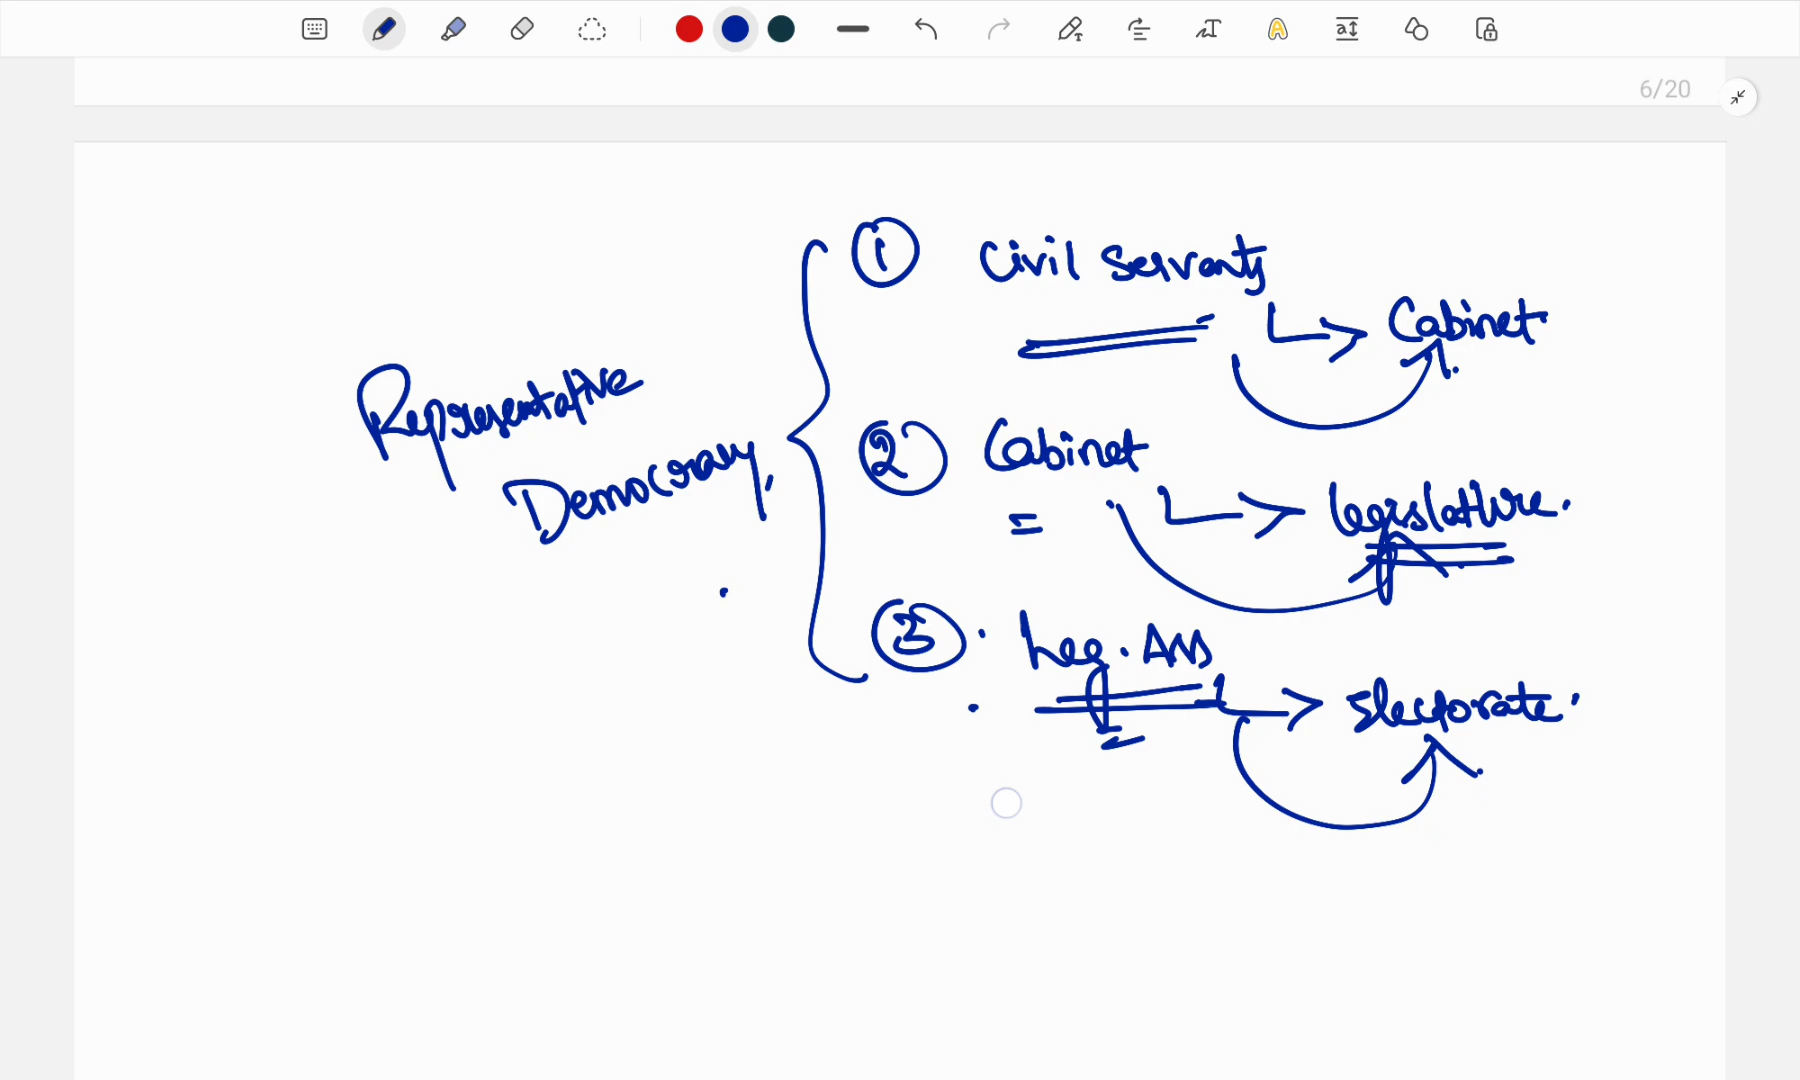 6/20
① Civil Servants
↳ Cabinet
Representative
Democracy,
② Cabinet
↳ legislature.
③ Leg. Ass
↳ Electorate.